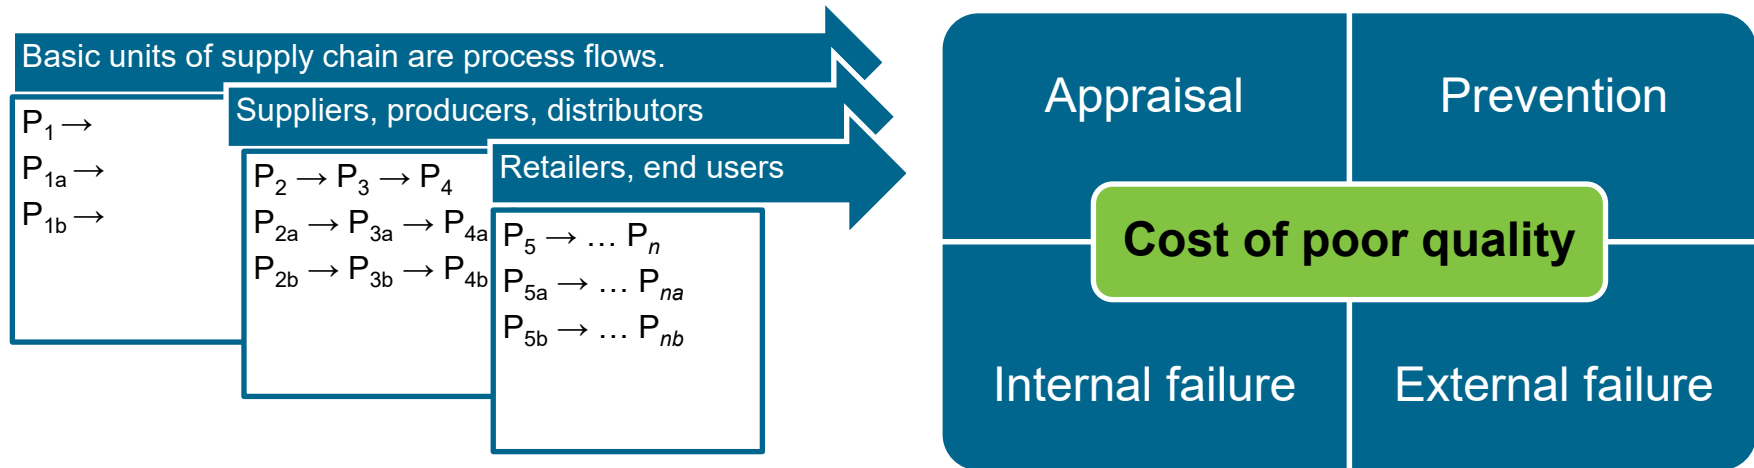 Basic units of supply chain are process flows.
P₁ →
P₁ₐ →
P₁b →
Suppliers, producers, distributors
P₂ → P₃ → P₄
P₂ₐ → P₃ₐ → P₄ₐ
P₂b → P₃b → P₄b
Retailers, end users
P₅ → … Pₙ
P₅ₐ → … Pₙₐ
P₅b → … Pₙb
Appraisal
Prevention
Cost of poor quality
Internal failure
External failure